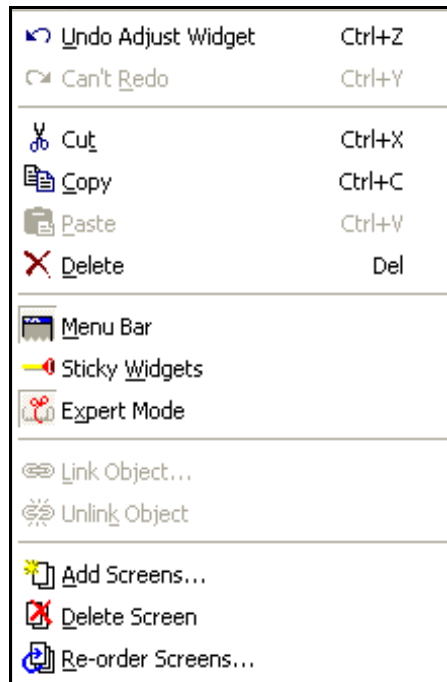 Undo Adjust Widget Ctrl+Z
Can't Redo Ctrl+Y
Cut Ctrl+X
Copy Ctrl+C
Paste Ctrl+V
Delete Del
Menu Bar
Sticky Widgets
Expert Mode
Link Object...
Unlink Object
Add Screens...
Delete Screen
Re-order Screens...